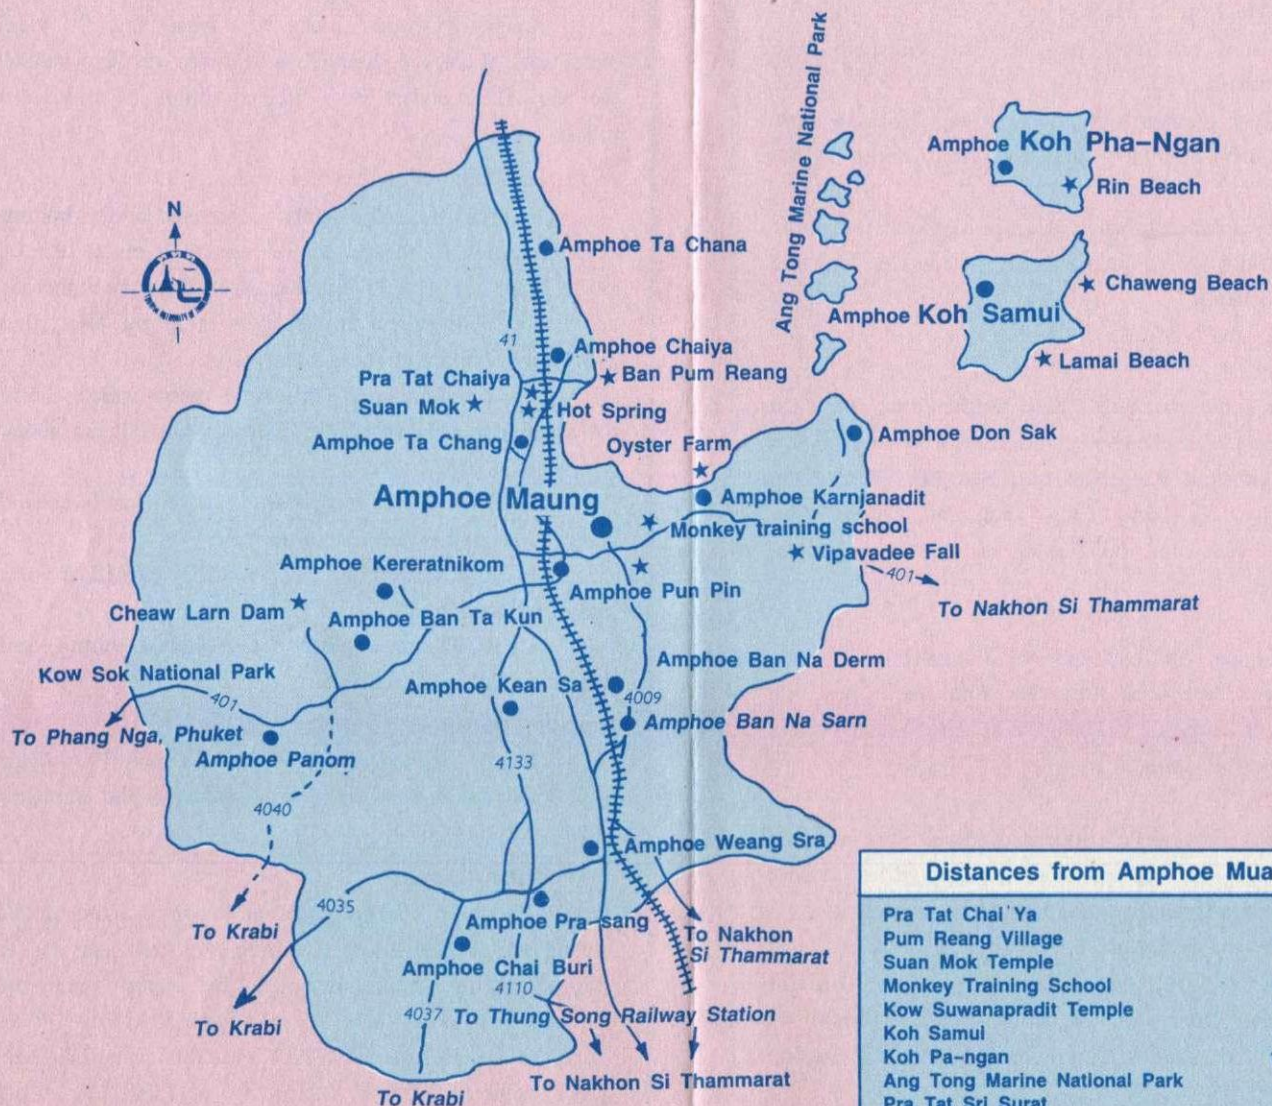 Ang Tong Marine National Park
Amphoe Koh Pha-Ngan
Rin Beach
N
Amphoe Ta Chana
Chaweng Beach
Amphoe Koh Samui
Lamai Beach
41
Amphoe Chaiya
Pra Tat Chaiya
Ban Pum Reang
Suan Mok
Hot Spring
Amphoe Ta Chang
Oyster Farm
Amphoe Don Sak
Amphoe Maung
Amphoe Karnjanadit
Monkey training school
Vipavadee Fall
401
To Nakhon Si Thammarat
Amphoe Kereratnikom
Amphoe Pun Pin
Cheaw Larn Dam
Amphoe Ban Ta Kun
Kow Sok National Park
Amphoe Ban Na Derm
401
Amphoe Kean Sa
4009
To Phang Nga, Phuket
Amphoe Ban Na Sarn
Amphoe Panom
4133
4040
Amphoe Weang Sra
4035
To Krabi
Amphoe Pra-sang
To Nakhon
Si Thammarat
Amphoe Chai Buri
4110
To Krabi
4037
To Thung Song Railway Station
To Nakhon Si Thammarat
To Krabi
Distances from Amphoe Mua
Pra Tat Chai Ya
Pum Reang Village
Suan Mok Temple
Monkey Training School
Kow Suwanapradit Temple
Koh Samui
Koh Pa-ngan
Ang Tong Marine National Park
Pra Tat Sri Surat